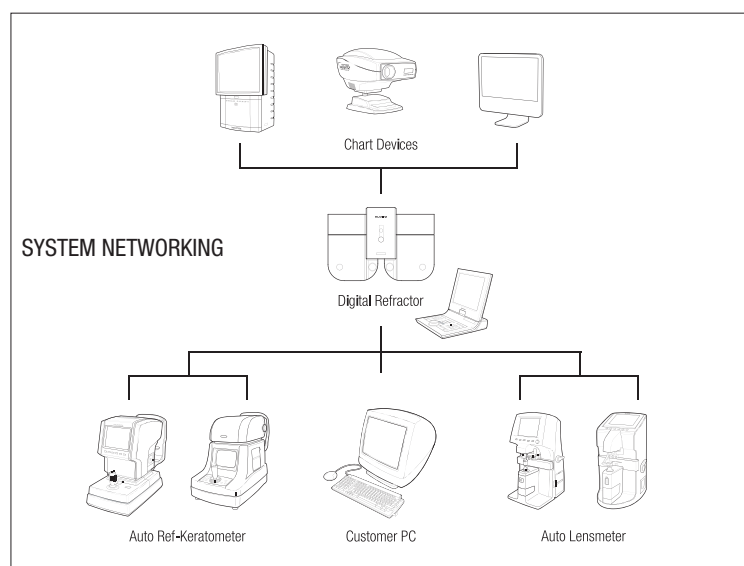 Chart Devices
SYSTEM NETWORKING
Digital Refractor
Auto Ref-Keratometer
Customer PC
Auto Lensmeter